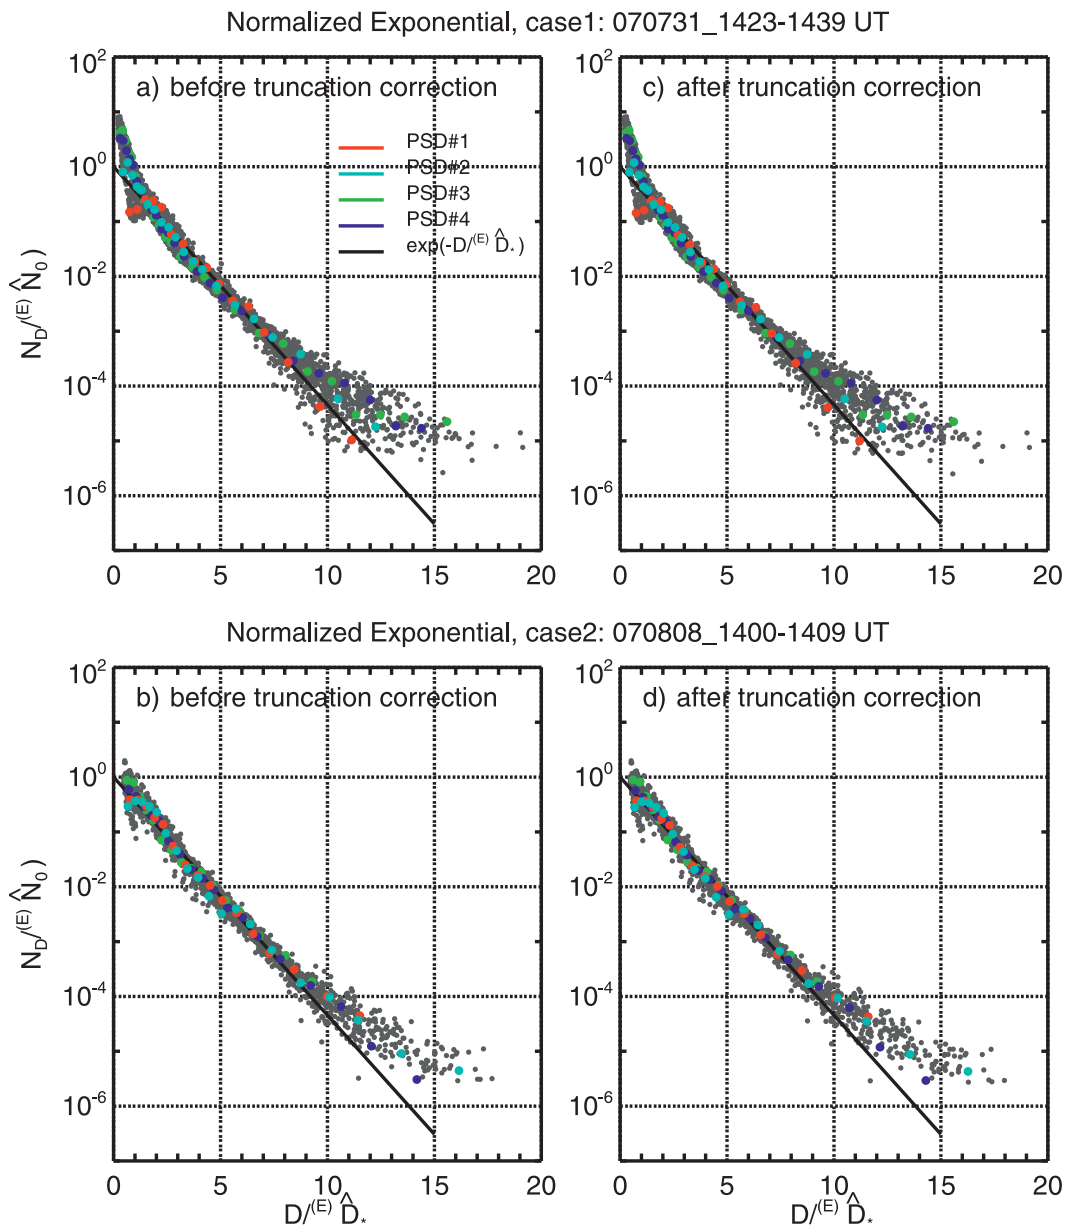 Normalized Exponential, case1: 070731_1423-1439 UT
a) before truncation correction
c) after truncation correction
PSD#1
PSD#2
PSD#3
PSD#4
exp(-D/(E) D̂*)
N_D/(E) N̂_0)
10^2
10^0
10^-2
10^-4
10^-6
0 5 10 15 20
10^2
10^0
10^-2
10^-4
10^-6
0 5 10 15 20
Normalized Exponential, case2: 070808_1400-1409 UT
b) before truncation correction
d) after truncation correction
N_D/(E) N̂_0)
10^2
10^0
10^-2
10^-4
10^-6
0 5 10 15 20
D/(E) D̂*
10^2
10^0
10^-2
10^-4
10^-6
0 5 10 15 20
D/(E) D̂*